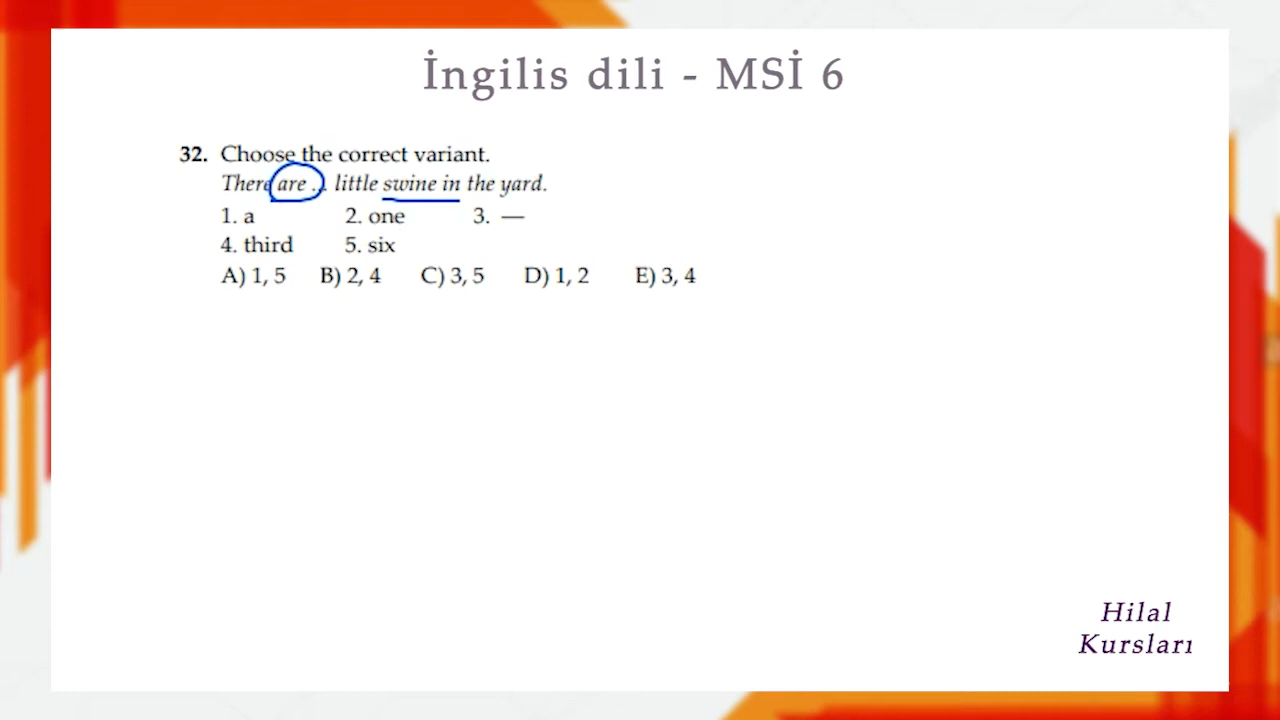 İngilis dili - MSİ 6
32. Choose the correct variant.
There are ... little swine in the yard.
1. a 2. one 3. —
4. third 5. six
A) 1, 5 B) 2, 4 C) 3, 5 D) 1, 2 E) 3, 4
Hilal
Kursları